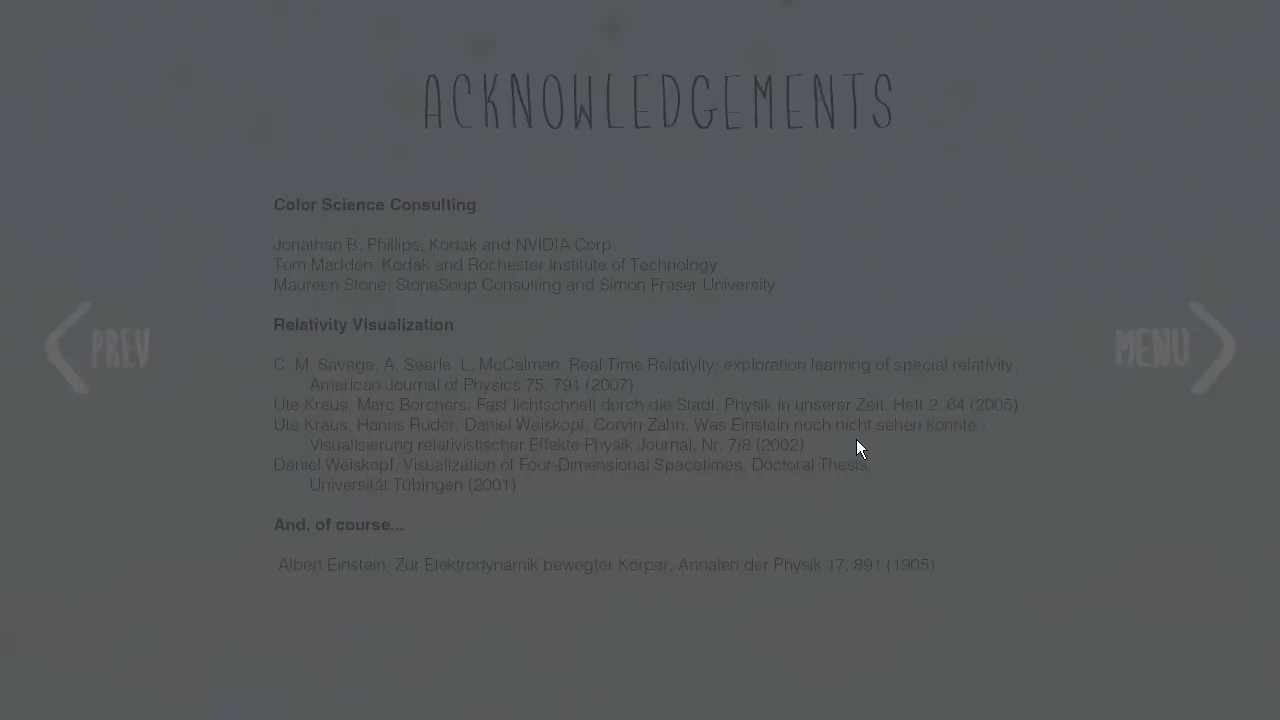 ACKNOWLEDGEMENTS
Color Science Consulting
Jonathan B. Phillips, Kodak and NVIDIA Corp.
Tom Madden, Kodak and Rochester Institute of Technology
Maureen Stone, StoneSoup Consulting and Simon Fraser University
Relativity Visualization
PREV
MENU
C. M. Savage, A. Searle, L. McCalman, Real Time Relativity: exploration learning of special relativity,
American Journal of Physics 75, 791 (2007)
Ute Kraus, Marc Borchers: Fast lichtschnell durch die Stadt, Physik in unserer Zeit, Heft 2, 64 (2005)
Ute Kraus, Hanns Ruder, Daniel Weiskopf, Corvin Zahn, Was Einstein noch nicht sehen konnte -
Visualisierung relativistischer Effekte Physik Journal, Nr. 7/8 (2002)
Daniel Weiskopf, Visualization of Four-Dimensional Spacetimes, Doctoral Thesis,
Universität Tübingen (2001)
And, of course...
Albert Einstein, Zur Elektrodynamik bewegter Körper, Annalen der Physik 17, 891 (1905)